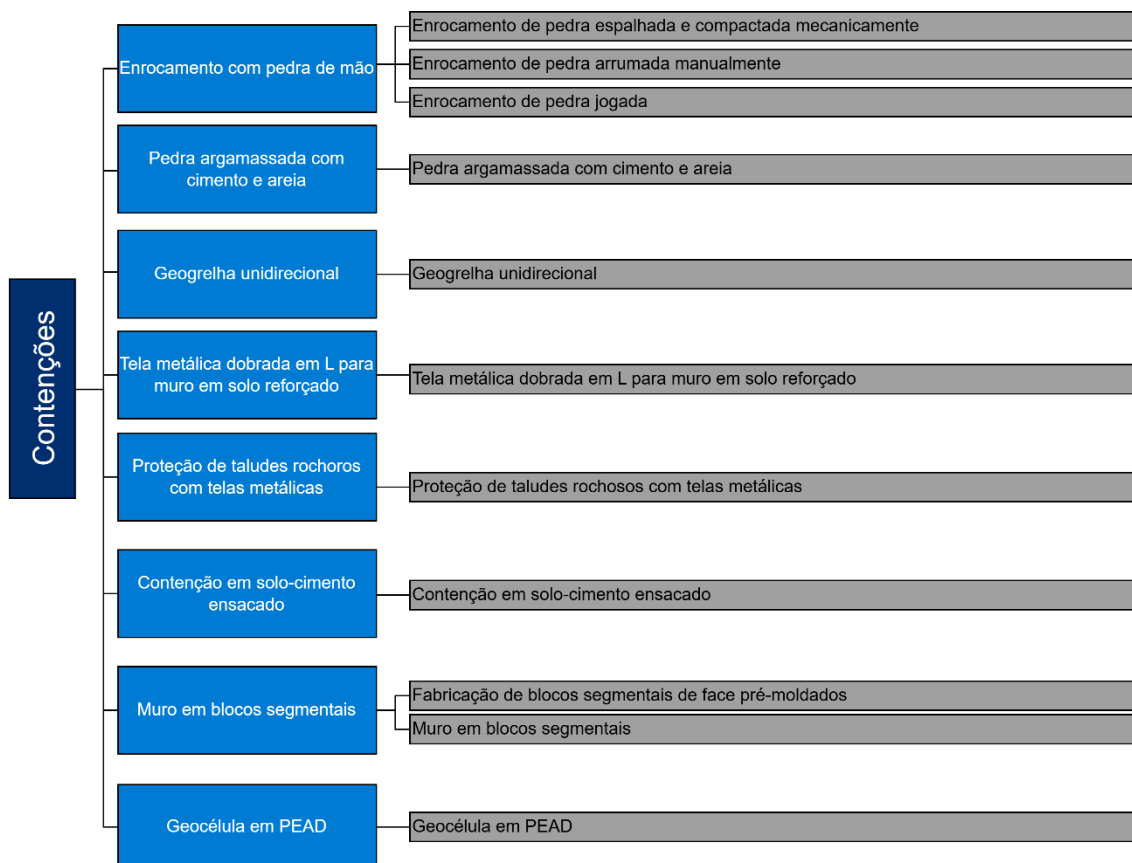 Contenções
Enrocamento com pedra de mão
Enrocamento de pedra espalhada e compactada mecanicamente
Enrocamento de pedra arrumada manualmente
Enrocamento de pedra jogada
Pedra argamassada com
cimento e areia
Pedra argamassada com cimento e areia
Geogrelha unidirecional
Geogrelha unidirecional
Tela metálica dobrada em L para
muro em solo reforçado
Tela metálica dobrada em L para muro em solo reforçado
Proteção de taludes rochoros
com telas metálicas
Proteção de taludes rochosos com telas metálicas
Contenção em solo-cimento
ensacado
Contenção em solo-cimento ensacado
Muro em blocos segmentais
Fabricação de blocos segmentais de face pré-moldados
Muro em blocos segmentais
Geocélula em PEAD
Geocélula em PEAD